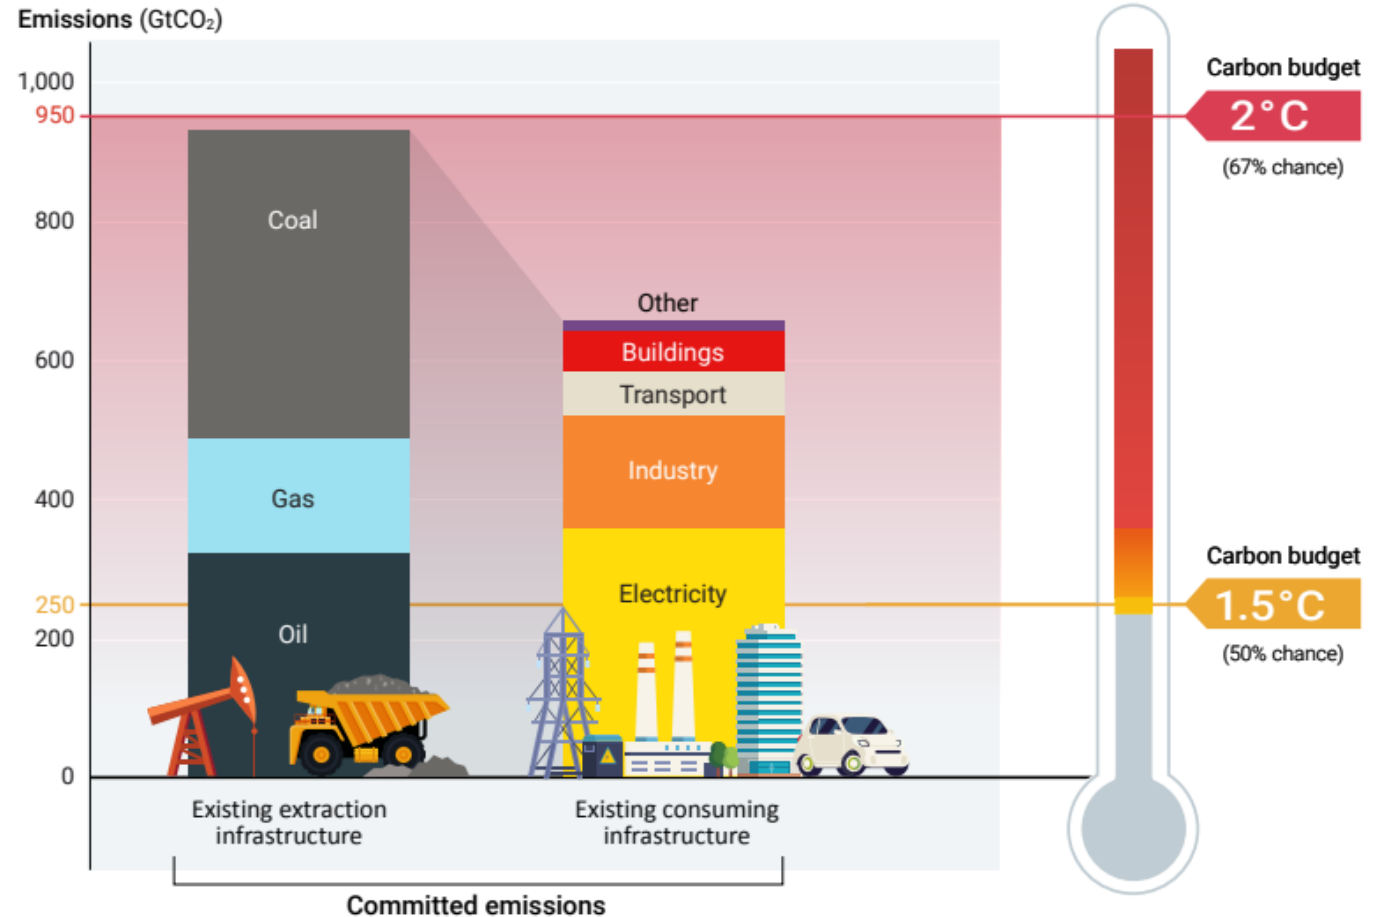 Emissions (GtCO₂)
1,000
950
800
600
400
250
200
0
Coal
Gas
Oil
Other
Buildings
Transport
Industry
Electricity
Existing extraction
infrastructure
Existing consuming
infrastructure
Committed emissions
Carbon budget
2°C
(67% chance)
Carbon budget
1.5°C
(50% chance)